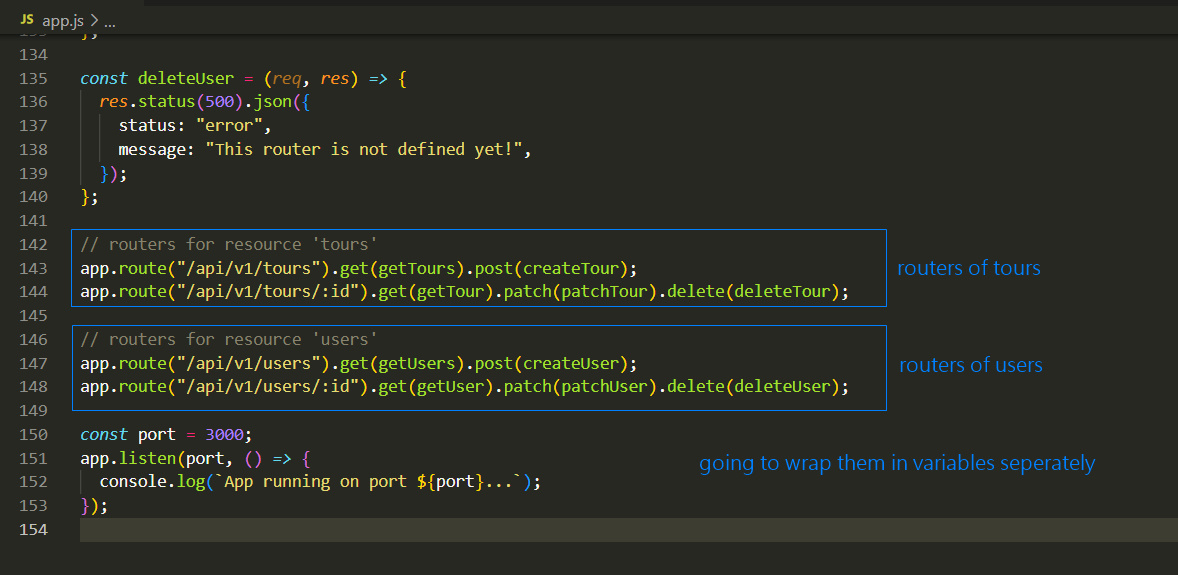 JS app.js > ...
133 };
134
135 const deleteUser = (req, res) => {
136 res.status(500).json({
137 status: "error",
138 message: "This router is not defined yet!",
139 });
140 };
141
142 // routers for resource 'tours'
143 app.route("/api/v1/tours").get(getTours).post(createTour);
routers of tours
144 app.route("/api/v1/tours/:id").get(getTour).patch(patchTour).delete(deleteTour);
145
146 // routers for resource 'users'
147 app.route("/api/v1/users").get(getUsers).post(createUser);
routers of users
148 app.route("/api/v1/users/:id").get(getUser).patch(patchUser).delete(deleteUser);
149
150 const port = 3000;
151 app.listen(port, () => {
going to wrap them in variables seperately
152 console.log(`App running on port ${port}...`);
153 });
154